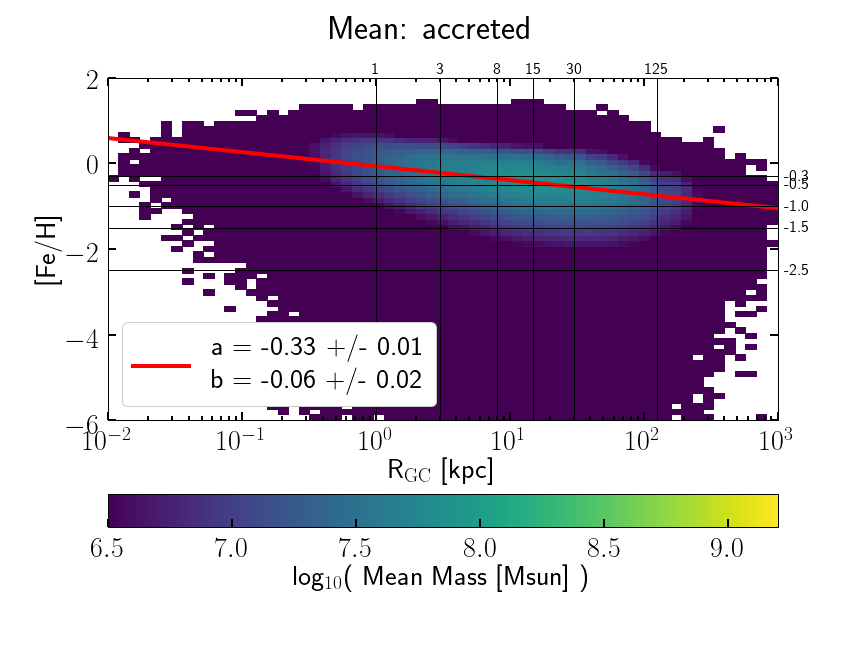 Mean: accreted
1 3 8 15 30 125
2
0
−2
−4
−6
[Fe/H]
-0.3
-0.5
-1.0
-1.5
-2.5
a = -0.33 +/- 0.01
b = -0.06 +/- 0.02
10⁻² 10⁻¹ 10⁰ 10¹ 10² 10³
R_GC [kpc]
6.5 7.0 7.5 8.0 8.5 9.0
log₁₀( Mean Mass [Msun] )